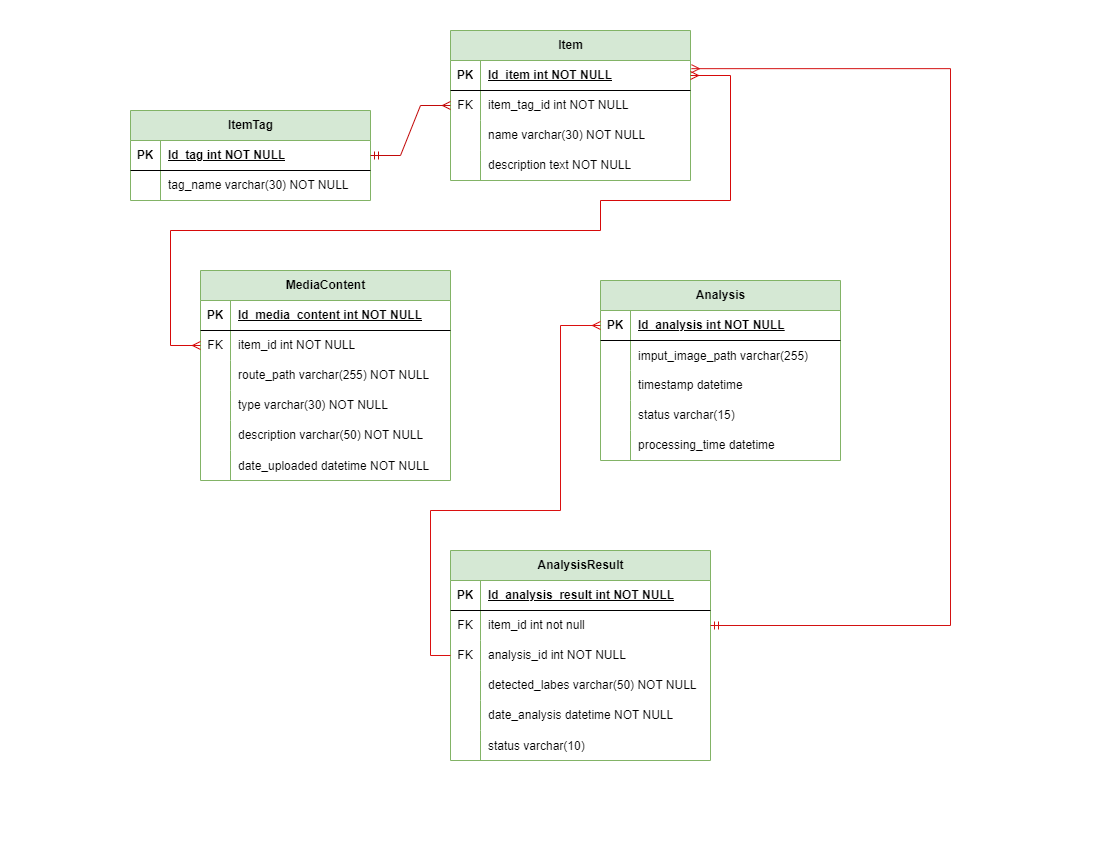 Item
PK Id_item int NOT NULL
FK item_tag_id int NOT NULL
name varchar(30) NOT NULL
description text NOT NULL
ItemTag
PK Id_tag int NOT NULL
tag_name varchar(30) NOT NULL
MediaContent
PK Id_media_content int NOT NULL
FK item_id int NOT NULL
route_path varchar(255) NOT NULL
type varchar(30) NOT NULL
description varchar(50) NOT NULL
date_uploaded datetime NOT NULL
Analysis
PK Id_analysis int NOT NULL
imput_image_path varchar(255)
timestamp datetime
status varchar(15)
processing_time datetime
AnalysisResult
PK Id_analysis_result int NOT NULL
FK item_id int not null
FK analysis_id int NOT NULL
detected_labes varchar(50) NOT NULL
date_analysis datetime NOT NULL
status varchar(10)